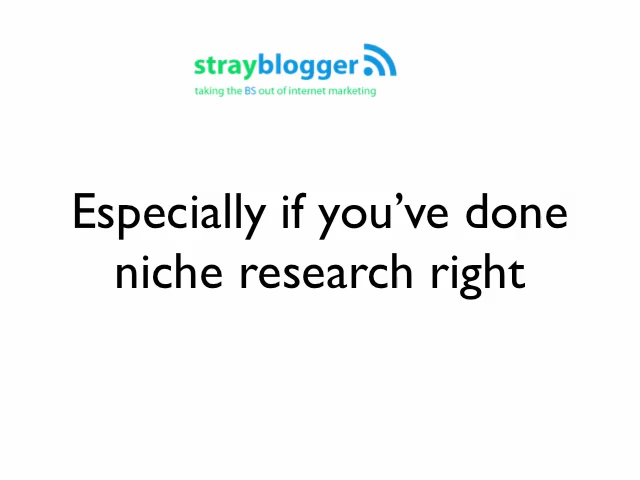 strayblogger
taking the BS out of internet marketing
Especially if you’ve done
niche research right